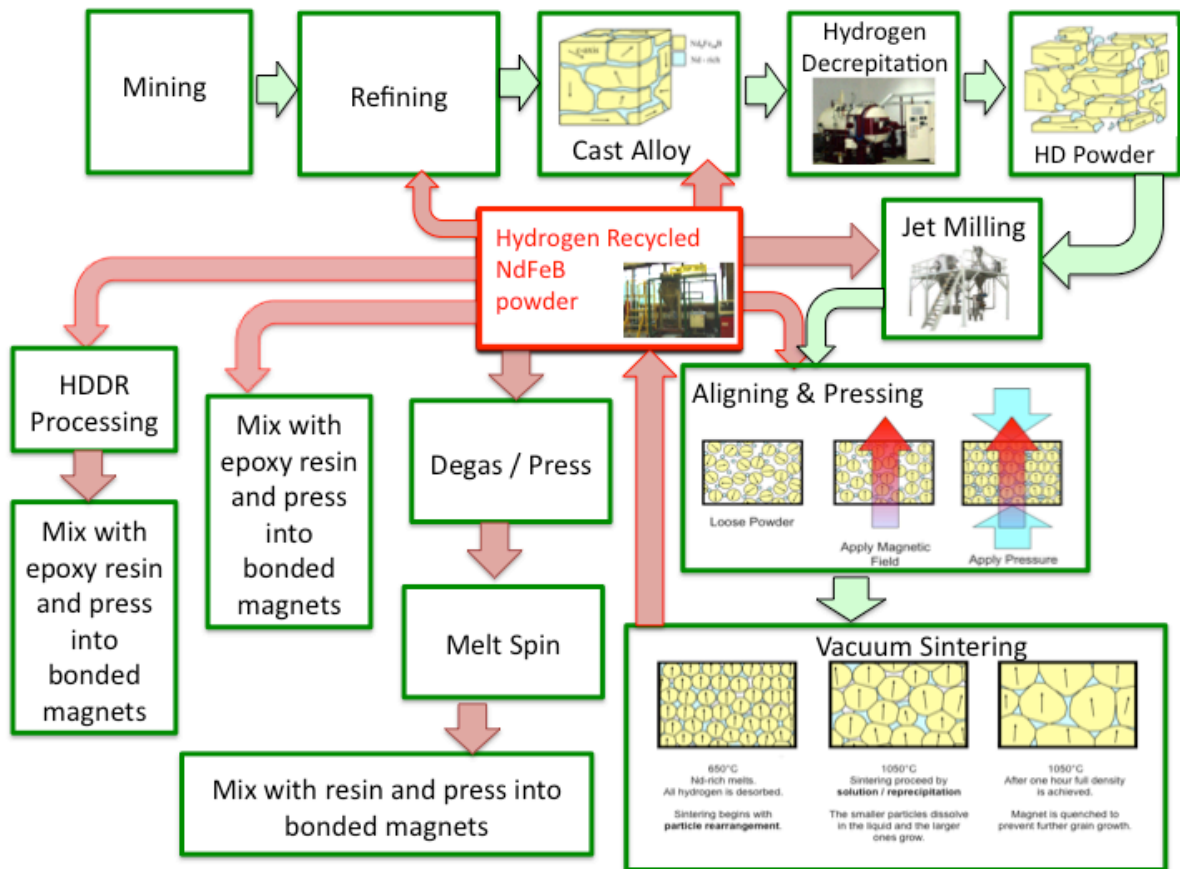 Mining
Refining
c-axis
Nd₂Fe₁₄B
Nd - rich
Cast Alloy
Hydrogen
Decrepitation
HD Powder
Hydrogen Recycled
NdFeB
powder
Jet Milling
HDDR
Processing
Mix with
epoxy resin
and press
into
bonded
magnets
Mix with
epoxy resin
and press
into
bonded
magnets
Degas / Press
Melt Spin
Mix with resin and press into
bonded magnets
Aligning & Pressing
Loose Powder
Apply Magnetic
Field
Apply Pressure
Vacuum Sintering
650°C
Nd-rich melts.
All hydrogen is desorbed.
Sintering begins with
particle rearrangement.
1050°C
Sintering proceed by
solution / reprecipitation
The smaller particles dissolve
in the liquid and the larger
ones grow.
1050°C
After one hour full density
is achieved.
Magnet is quenched to
prevent further grain growth.